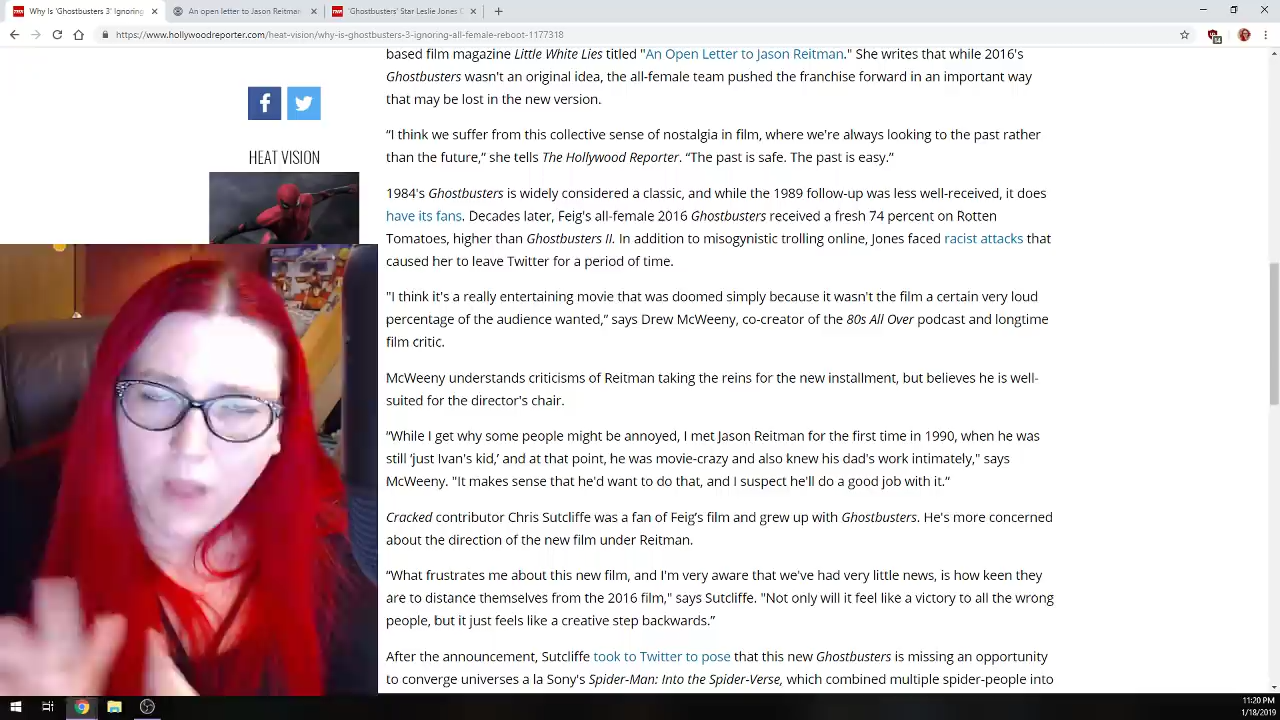 Why Is 'Ghostbusters 3' Ignoring
An open letter to Jason Reitman
'Ghostbusters' Star Leslie Jones C
https://www.hollywoodreporter.com/heat-vision/why-is-ghostbusters-3-ignoring-all-female-reboot-1177318
based film magazine Little White Lies titled "An Open Letter to Jason Reitman." She writes that while 2016's
Ghostbusters wasn't an original idea, the all-female team pushed the franchise forward in an important way
that may be lost in the new version.
“I think we suffer from this collective sense of nostalgia in film, where we're always looking to the past rather
than the future,” she tells The Hollywood Reporter. “The past is safe. The past is easy.”
HEAT VISION
1984's Ghostbusters is widely considered a classic, and while the 1989 follow-up was less well-received, it does
have its fans. Decades later, Feig's all-female 2016 Ghostbusters received a fresh 74 percent on Rotten
Tomatoes, higher than Ghostbusters II. In addition to misogynistic trolling online, Jones faced racist attacks that
caused her to leave Twitter for a period of time.
"I think it's a really entertaining movie that was doomed simply because it wasn't the film a certain very loud
percentage of the audience wanted,” says Drew McWeeny, co-creator of the 80s All Over podcast and longtime
film critic.
McWeeny understands criticisms of Reitman taking the reins for the new installment, but believes he is well-
suited for the director's chair.
“While I get why some people might be annoyed, I met Jason Reitman for the first time in 1990, when he was
still ‘just Ivan's kid,’ and at that point, he was movie-crazy and also knew his dad's work intimately," says
McWeeny. "It makes sense that he'd want to do that, and I suspect he'll do a good job with it.”
Cracked contributor Chris Sutcliffe was a fan of Feig’s film and grew up with Ghostbusters. He's more concerned
about the direction of the new film under Reitman.
“What frustrates me about this new film, and I'm very aware that we've had very little news, is how keen they
are to distance themselves from the 2016 film," says Sutcliffe. "Not only will it feel like a victory to all the wrong
people, but it just feels like a creative step backwards.”
After the announcement, Sutcliffe took to Twitter to pose that this new Ghostbusters is missing an opportunity
to converge universes a la Sony's Spider-Man: Into the Spider-Verse, which combined multiple spider-people into
11:20 PM
1/18/2019